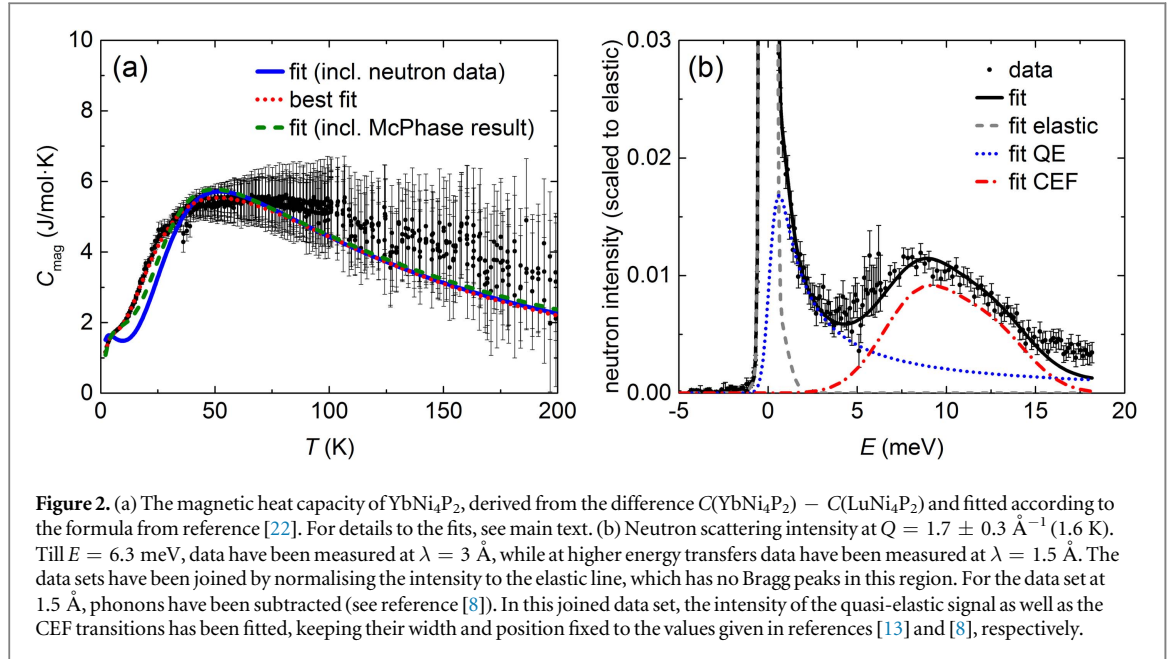 10
8
6
4
2
0
C_mag (J/mol·K)
(a)
fit (incl. neutron data)
best fit
fit (incl. McPhase result)
0 50 100 150 200
T (K)
0.03
0.02
0.01
0.00
neutron intensity (scaled to elastic)
(b)
data
fit
fit elastic
fit QE
fit CEF
-5 0 5 10 15 20
E (meV)
Figure 2. (a) The magnetic heat capacity of YbNi₄P₂, derived from the difference C(YbNi₄P₂) − C(LuNi₄P₂) and fitted according to
the formula from reference [22]. For details to the fits, see main text. (b) Neutron scattering intensity at Q = 1.7 ± 0.3 Å⁻¹ (1.6 K).
Till E = 6.3 meV, data have been measured at λ = 3 Å, while at higher energy transfers data have been measured at λ = 1.5 Å. The
data sets have been joined by normalising the intensity to the elastic line, which has no Bragg peaks in this region. For the data set at
1.5 Å, phonons have been subtracted (see reference [8]). In this joined data set, the intensity of the quasi-elastic signal as well as the
CEF transitions has been fitted, keeping their width and position fixed to the values given in references [13] and [8], respectively.